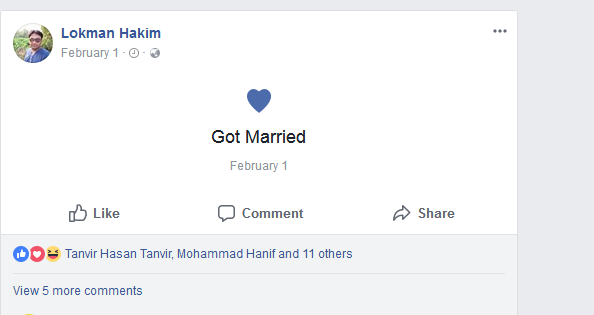 Lokman Hakim
February 1 · ·
Got Married
February 1
Like Comment Share
Tanvir Hasan Tanvir, Mohammad Hanif and 11 others
View 5 more comments